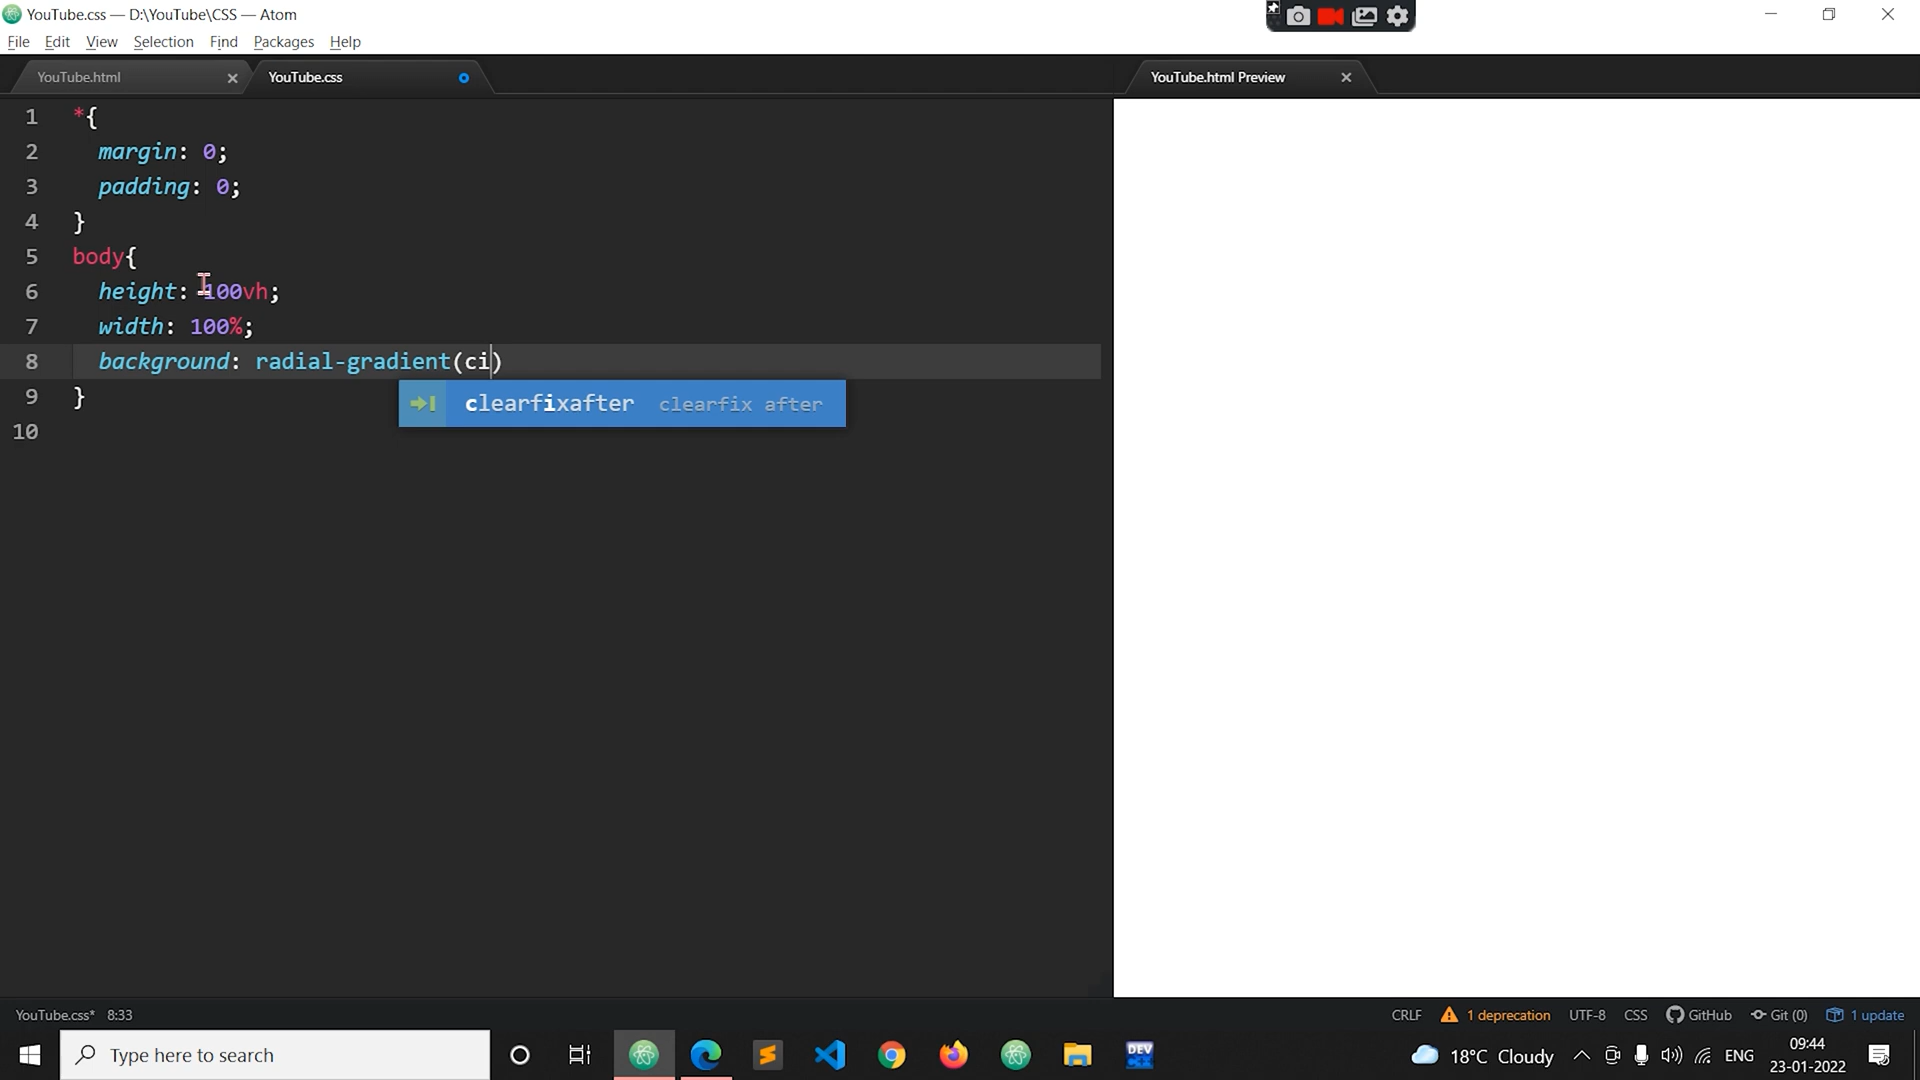 YouTube.css — D:\YouTube\CSS — Atom
File Edit View Selection Find Packages Help
YouTube.html YouTube.css YouTube.html Preview
1 *{
2 margin: 0;
3 padding: 0;
4 }
5 body{
6 height: 100vh;
7 width: 100%;
8 background: radial-gradient(ci)
clearfixafter clearfix after
9 }
10
YouTube.css* 8:33 CRLF 1 deprecation UTF-8 CSS GitHub Git (0) 1 update
Type here to search DEV C++ 18°C Cloudy ENG 09:44
23-01-2022